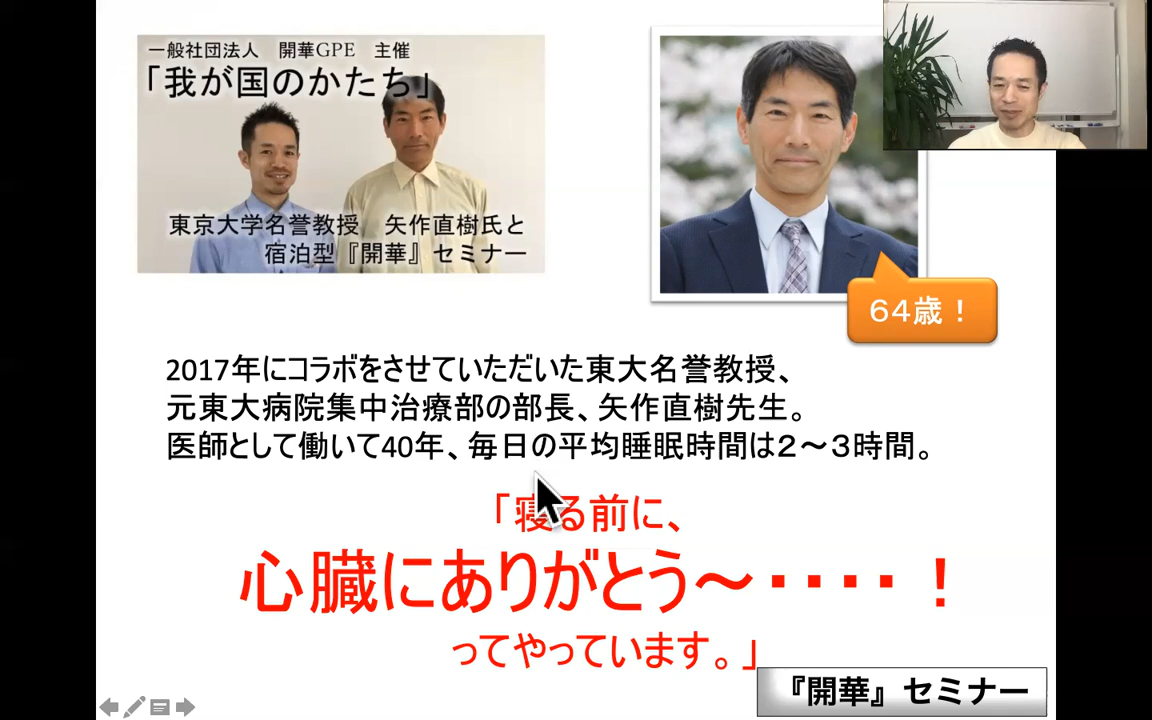 一般社団法人　開華GPE　主催
「我が国のかたち」
東京大学名誉教授　矢作直樹氏と
宿泊型『開華』セミナー
64歳！
2017年にコラボをさせていただいた東大名誉教授、
元東大病院集中治療部の部長、矢作直樹先生。
医師として働いて40年、毎日の平均睡眠時間は２～３時間。
「寝る前に、
心臓にありがとう～・・・・！
ってやっています。」
『開華』セミナー